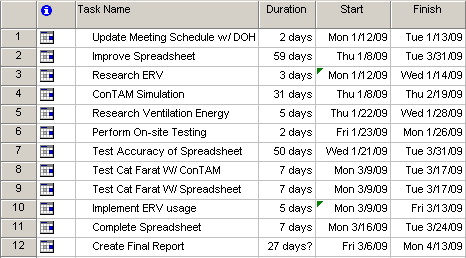 Task Name Duration Start Finish
1 Update Meeting Schedule w/ DOH 2 days Mon 1/12/09 Tue 1/13/09
2 Improve Spreadsheet 59 days Thu 1/8/09 Tue 3/31/09
3 Research ERV 3 days Mon 1/12/09 Wed 1/14/09
4 ConTAM Simulation 31 days Thu 1/8/09 Thu 2/19/09
5 Research Ventilation Energy 5 days Thu 1/22/09 Wed 1/28/09
6 Perform On-site Testing 2 days Fri 1/23/09 Mon 1/26/09
7 Test Accuracy of Spreadsheet 50 days Wed 1/21/09 Tue 3/31/09
8 Test Cat Farat W/ ConTAM 7 days Mon 3/9/09 Tue 3/17/09
9 Test Cat Farat W/ Spreadsheet 7 days Mon 3/9/09 Tue 3/17/09
10 Implement ERV usage 5 days Mon 3/9/09 Fri 3/13/09
11 Complete Spreadsheet 7 days Mon 3/16/09 Tue 3/24/09
12 Create Final Report 27 days? Fri 3/6/09 Mon 4/13/09